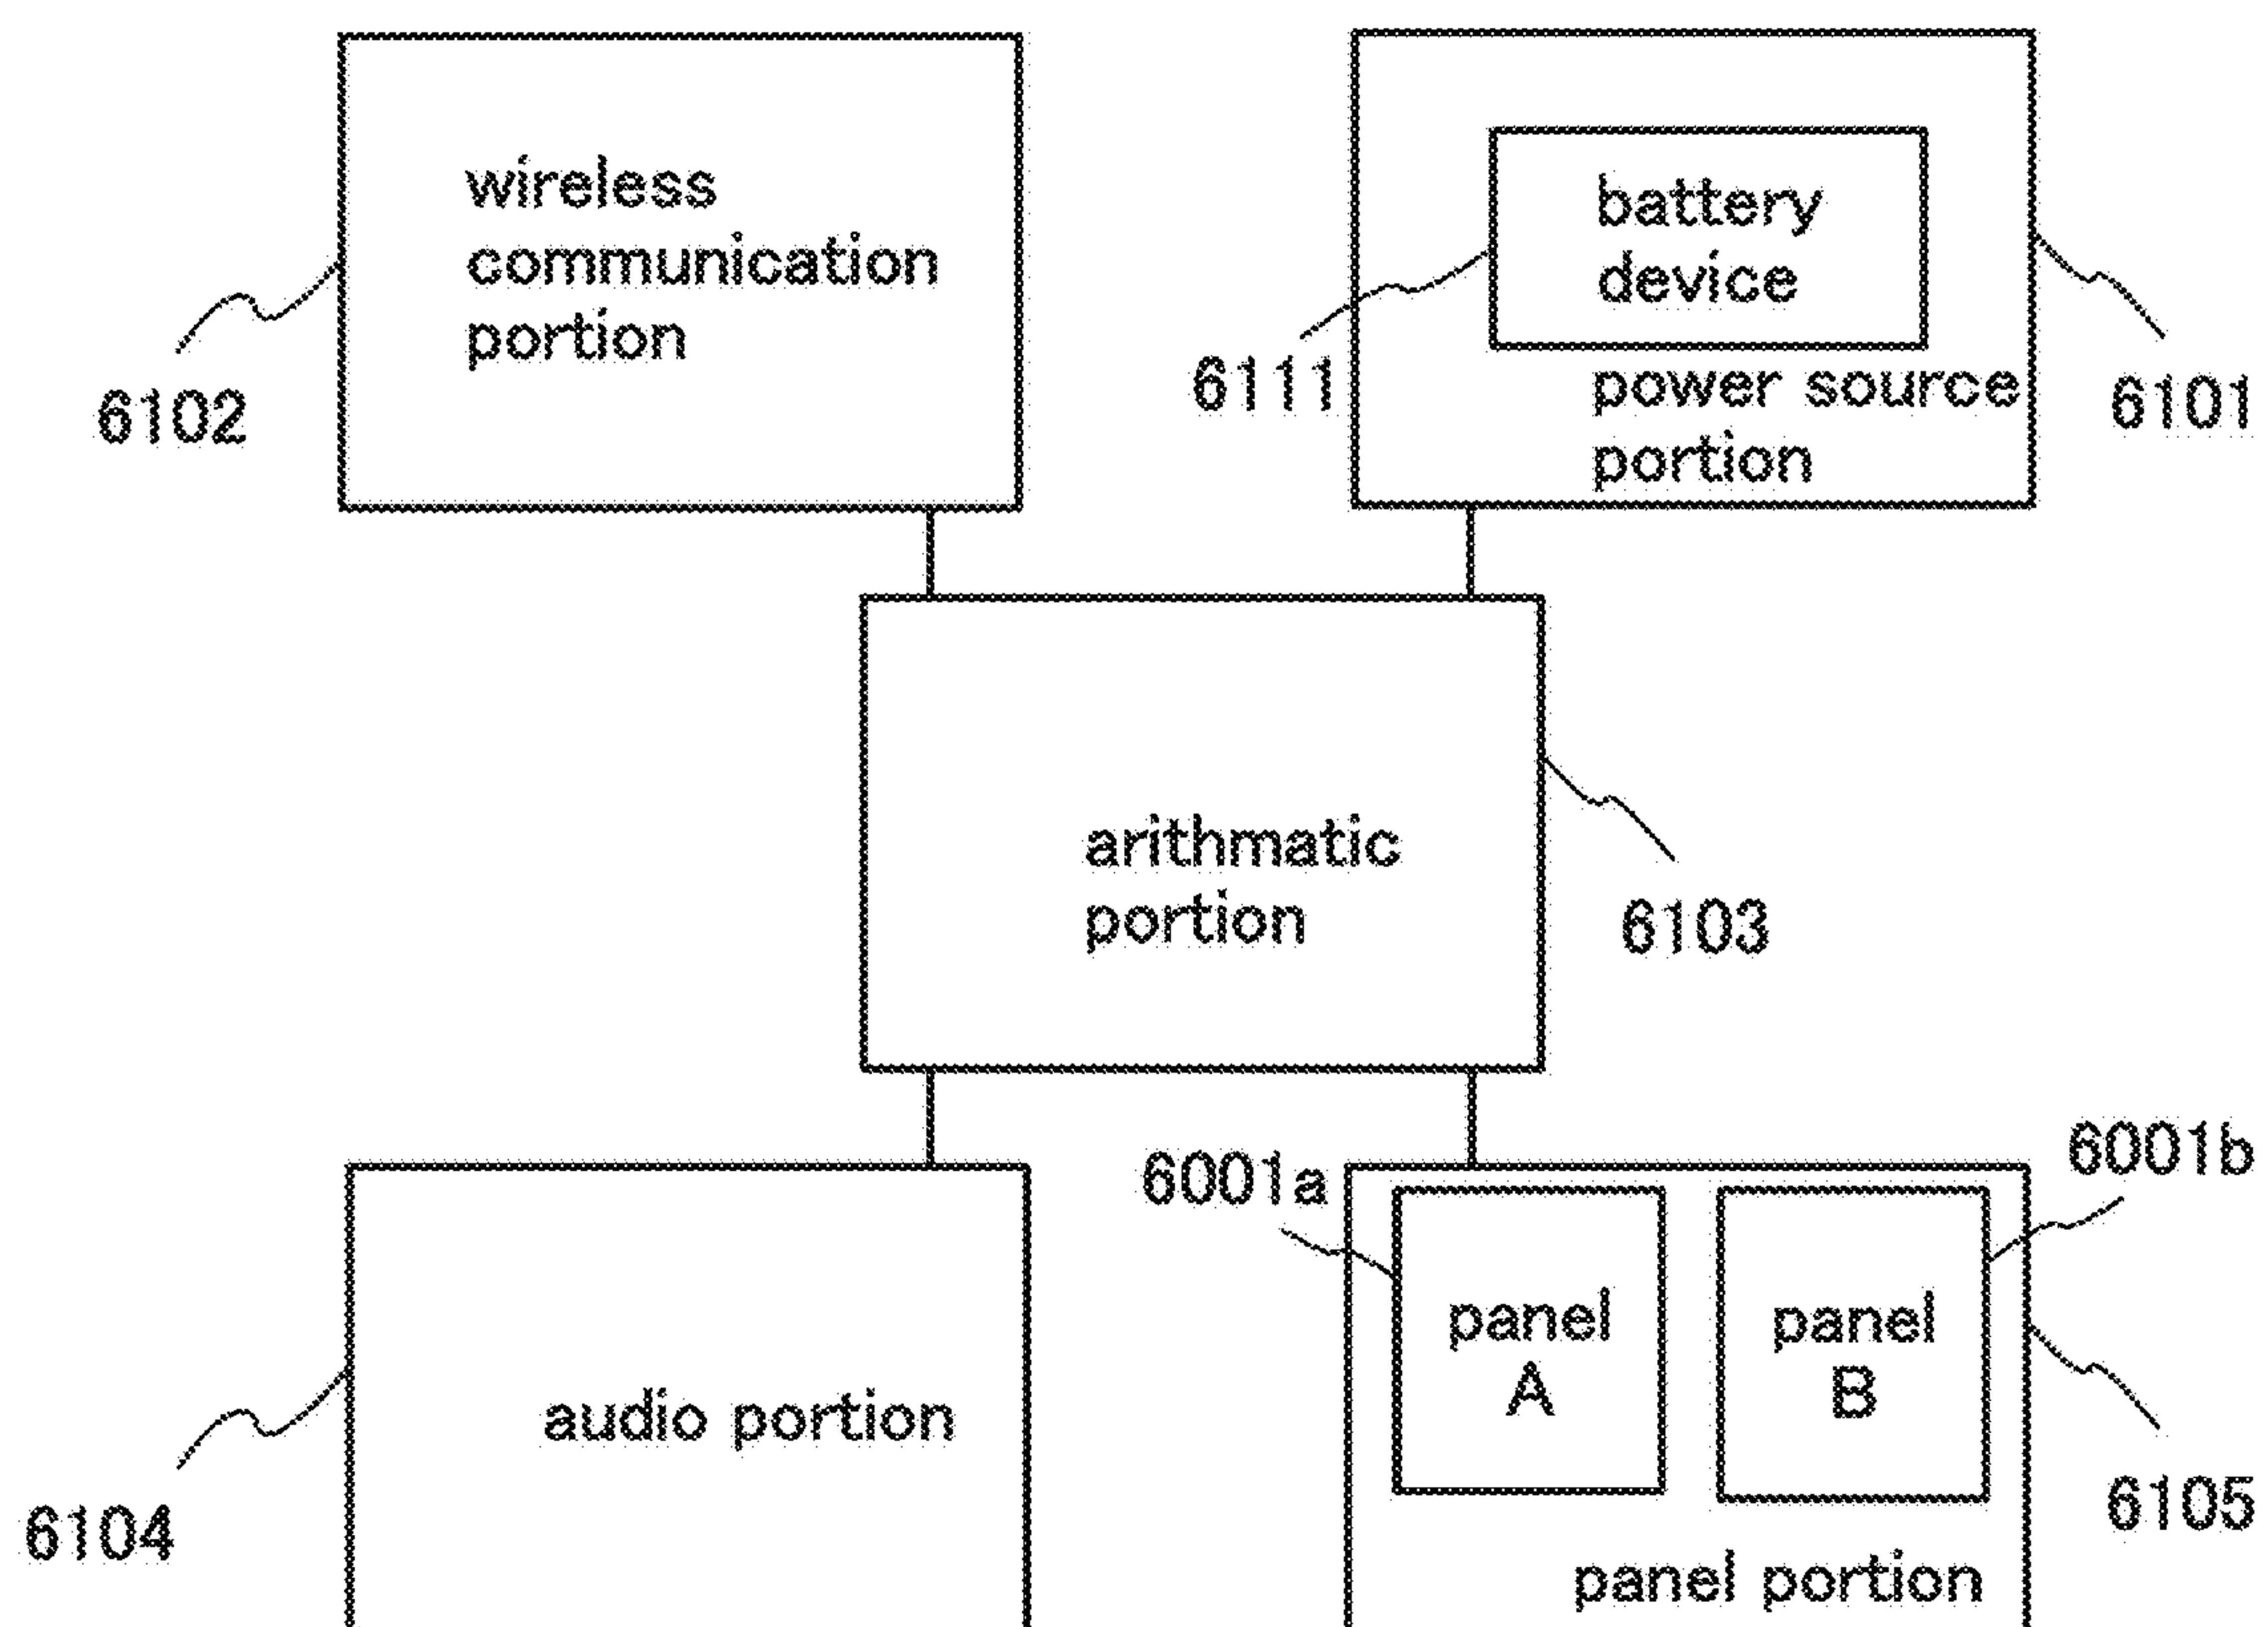 wireless
communication
portion
6102
battery
device
6111
power source
portion
6101
arithmatic
portion
6103
6001a
6001b
panel
A
panel
B
audio portion
6104
6105
panel portion